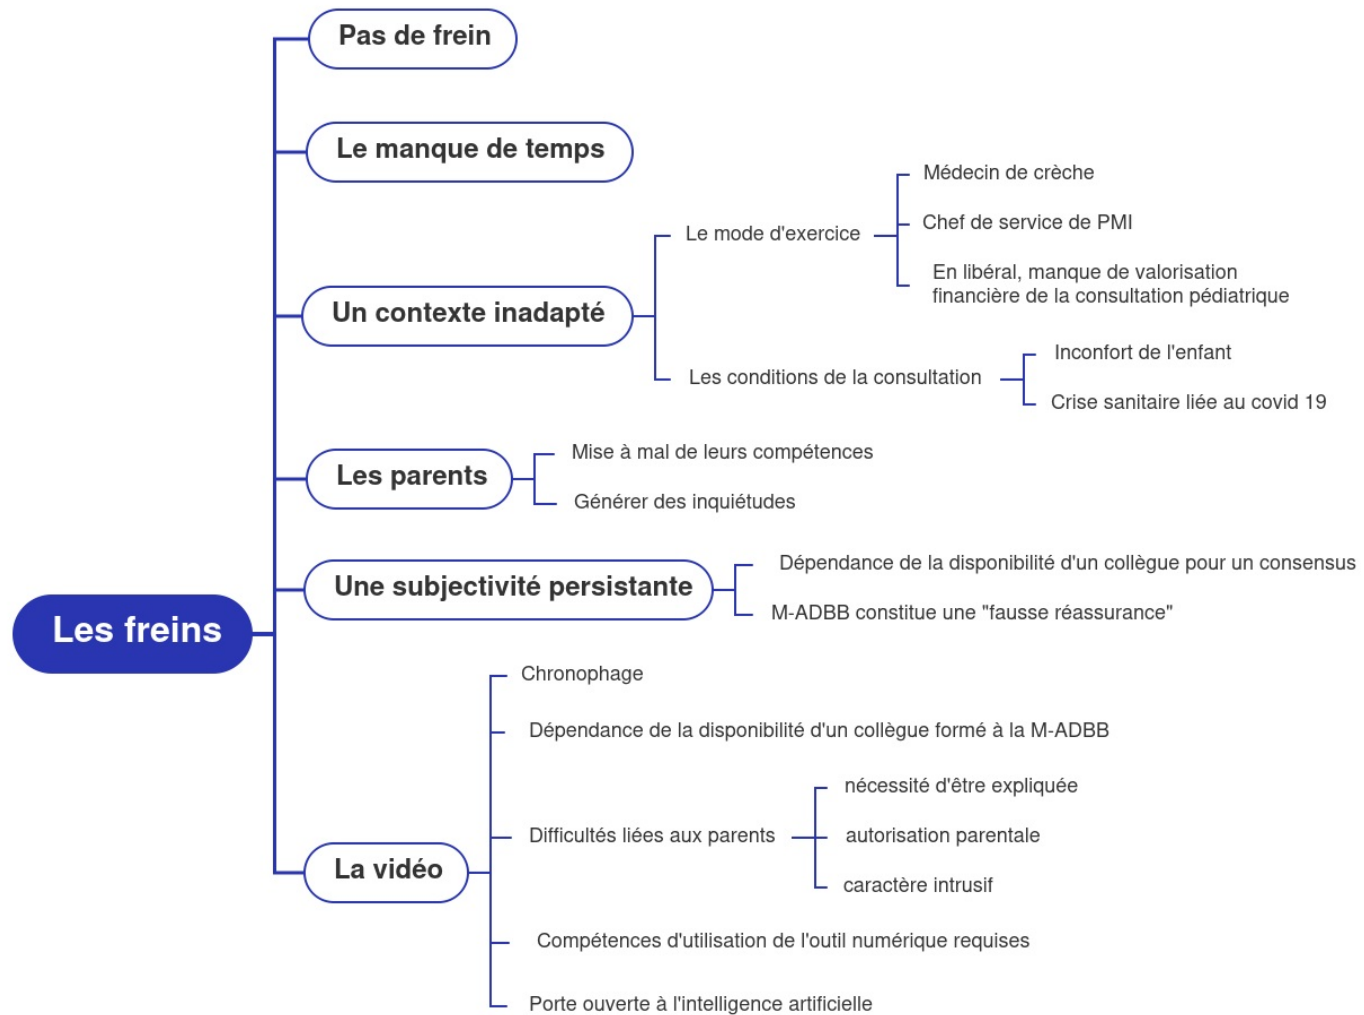 Pas de frein
Le manque de temps
Médecin de crèche
Chef de service de PMI
Le mode d'exercice
En libéral, manque de valorisation
financière de la consultation pédiatrique
Un contexte inadapté
Inconfort de l'enfant
Les conditions de la consultation
Crise sanitaire liée au covid 19
Mise à mal de leurs compétences
Les parents
Générer des inquiétudes
Dépendance de la disponibilité d'un collègue pour un consensus
Une subjectivité persistante
M-ADBB constitue une "fausse réassurance"
Les freins
Chronophage
Dépendance de la disponibilité d'un collègue formé à la M-ADBB
nécessité d'être expliquée
Difficultés liées aux parents
autorisation parentale
La vidéo
caractère intrusif
Compétences d'utilisation de l'outil numérique requises
Porte ouverte à l'intelligence artificielle